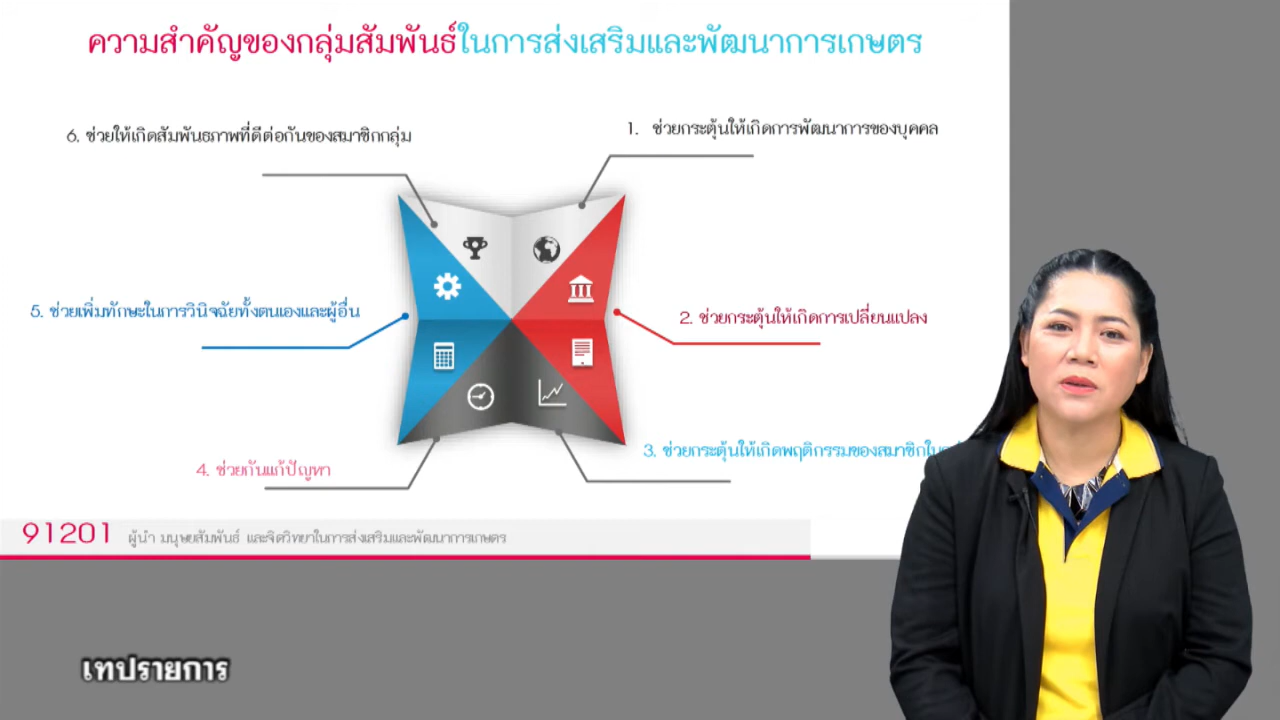 ความสำคัญของกลุ่มสัมพันธ์ในการส่งเสริมและพัฒนาการเกษตร
6. ช่วยให้เกิดสัมพันธภาพที่ดีต่อกันของสมาชิกกลุ่ม
1. ช่วยกระตุ้นให้เกิดการพัฒนาการของบุคคล
5. ช่วยเพิ่มทักษะในการวินิจฉัยทั้งตนเองและผู้อื่น
2. ช่วยกระตุ้นให้เกิดการเปลี่ยนแปลง
3. ช่วยกระตุ้นให้เกิดพฤติกรรมของสมาชิกใน
4. ช่วยกันแก้ปัญหา
91201 ผู้นำ มนุษยสัมพันธ์ และจิตวิทยาในการส่งเสริมและพัฒนาการเกษตร
เทปรายการ